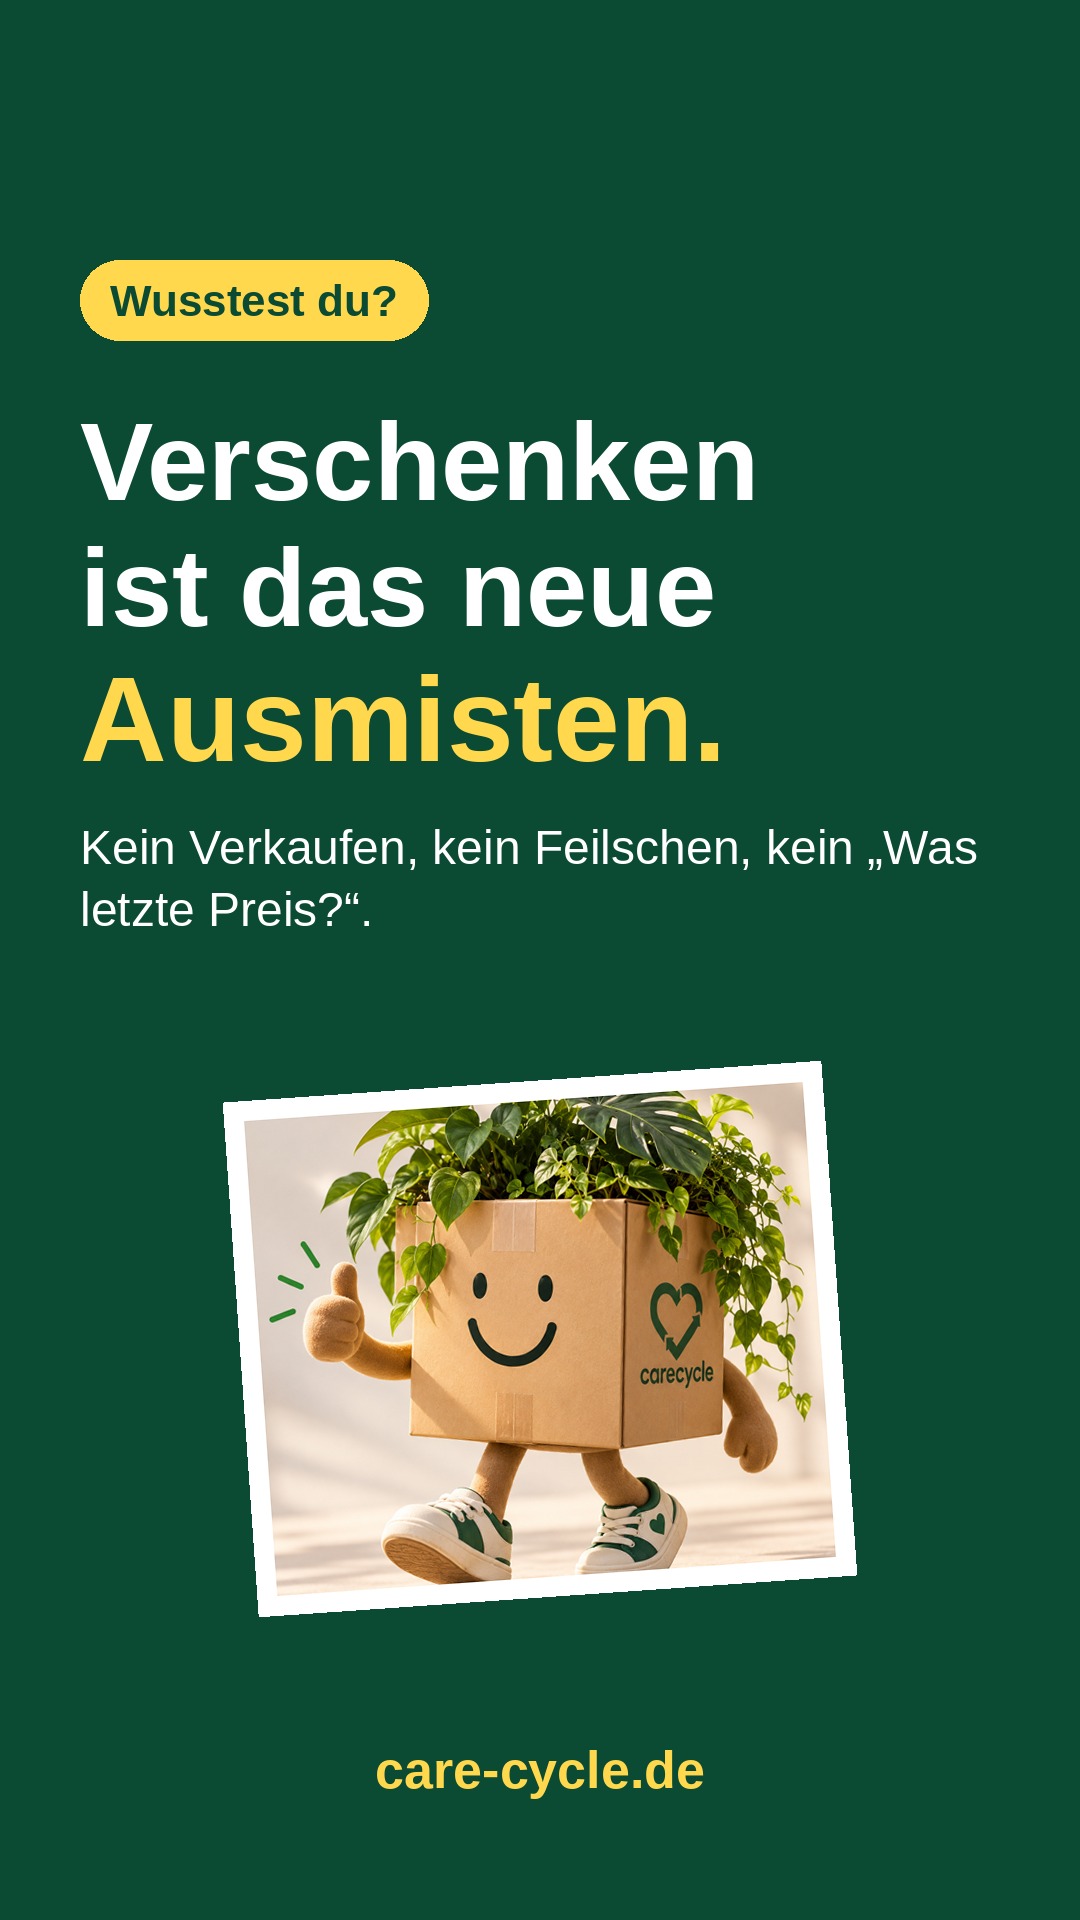 Wusstest du?
Verschenken
ist das neue
Ausmisten.
Kein Verkaufen, kein Feilschen, kein „Was
letzte Preis?“.
carecycle
care-cycle.de